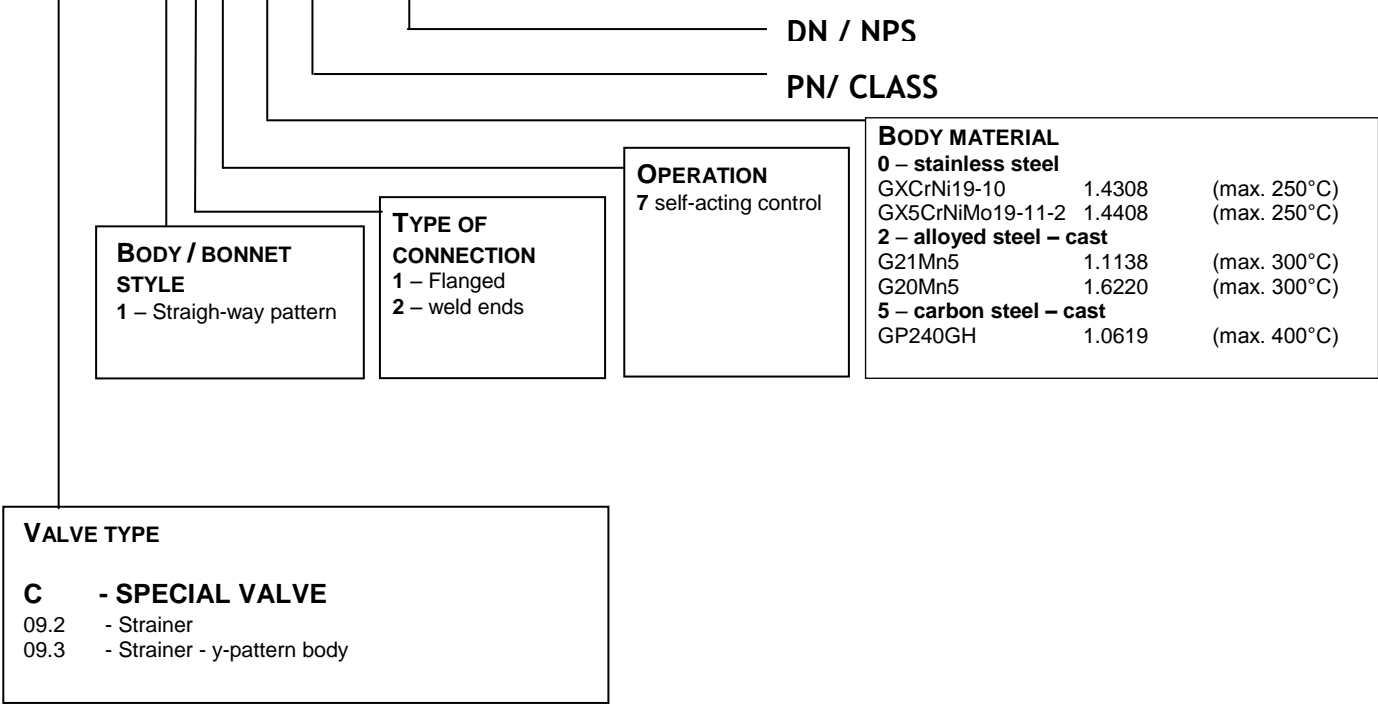 DN / NPS
PN/ CLASS
BODY MATERIAL
0 – stainless steel
GXCrNi19-10 1.4308 (max. 250°C)
GX5CrNiMo19-11-2 1.4408 (max. 250°C)
2 – alloyed steel – cast
G21Mn5 1.1138 (max. 300°C)
G20Mn5 1.6220 (max. 300°C)
5 – carbon steel – cast
GP240GH 1.0619 (max. 400°C)
OPERATION
7 self-acting control
TYPE OF
CONNECTION
1 – Flanged
2 – weld ends
BODY / BONNET
STYLE
1 – Straigh-way pattern
VALVE TYPE
C - SPECIAL VALVE
09.2 - Strainer
09.3 - Strainer - y-pattern body